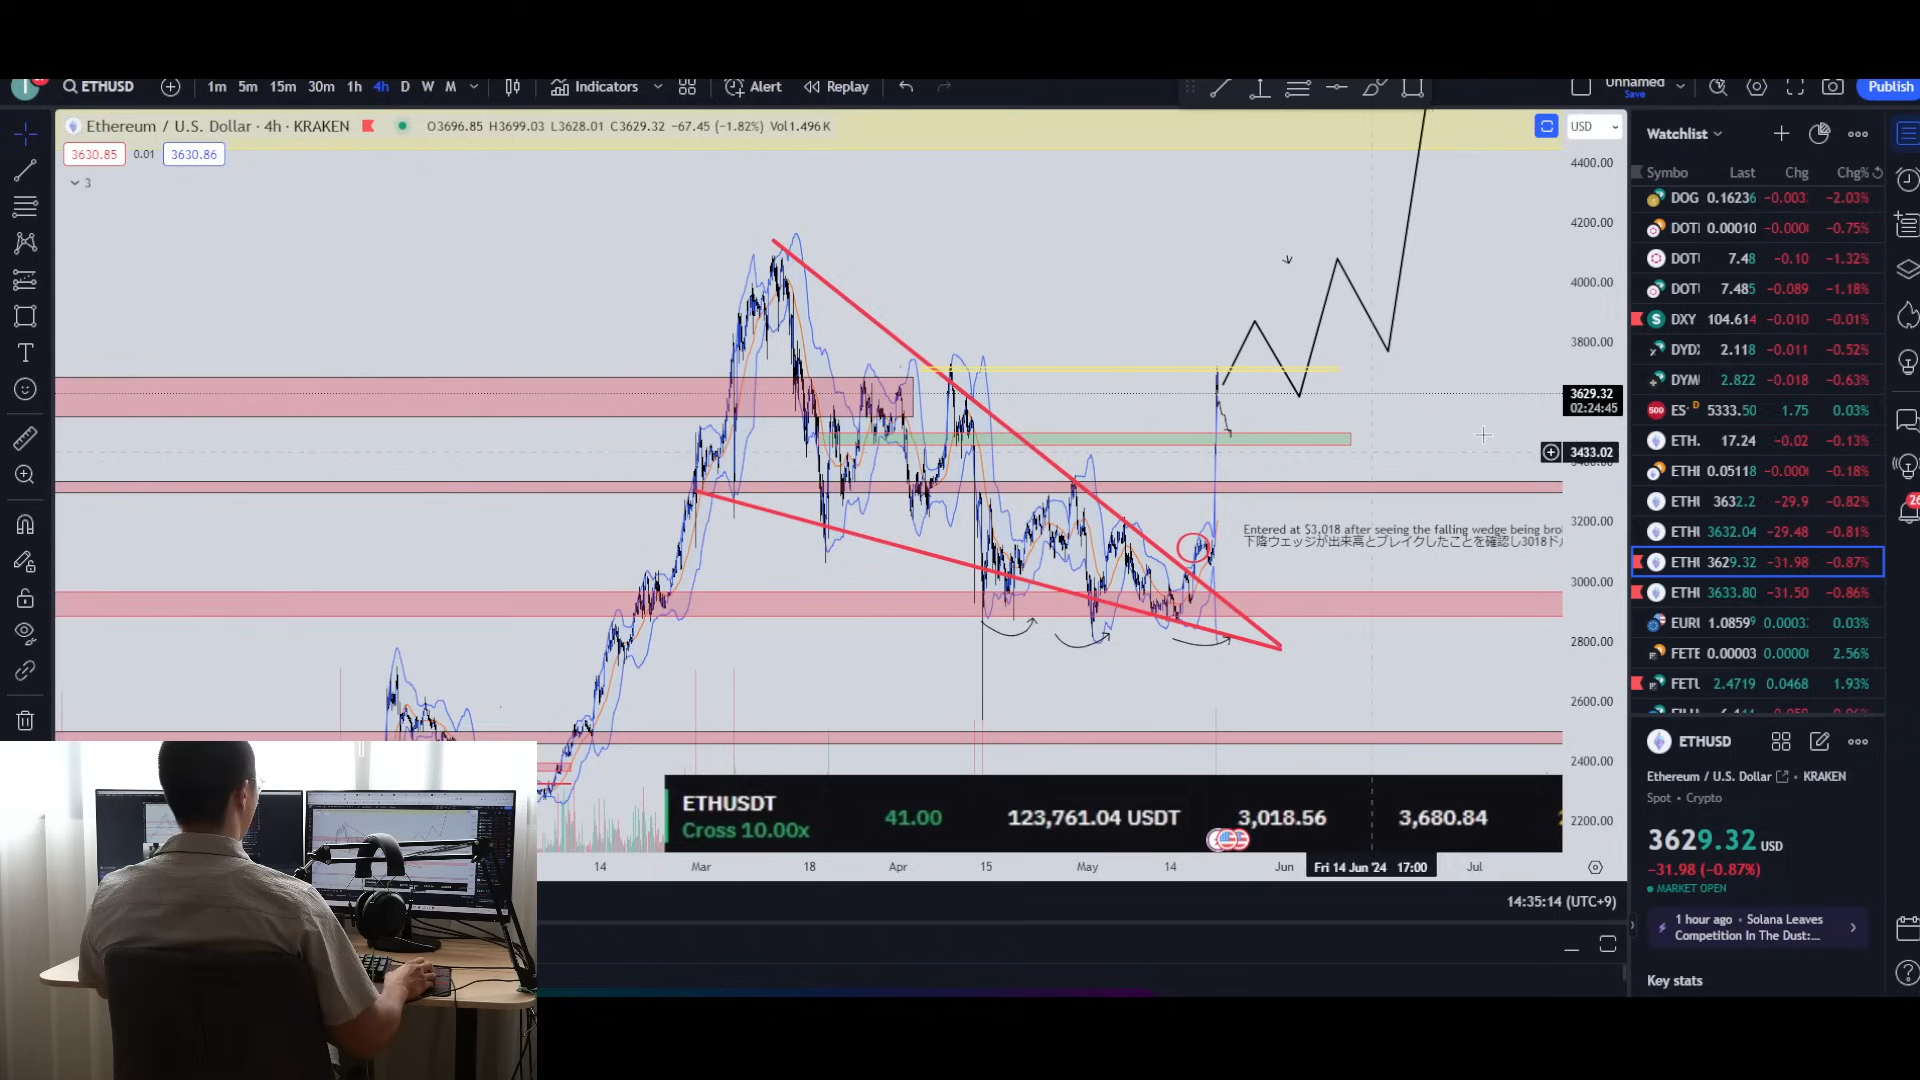 ETHUSD
1m 5m 15m 30m 1h 4h D W M
Indicators
Alert
Replay
Unnamed
Save
Publish
Ethereum / U.S. Dollar · 4h · KRAKEN
O3696.85 H3699.03 L3628.01 C3629.32 −67.45 (−1.82%) Vol1.496 K
USD
3630.85 0.01 3630.86
3
4400.00
4200.00
4000.00
3800.00
3629.32
02:24:45
3433.02
3200.00
3000.00
2800.00
2600.00
2400.00
2200.00
Entered at $3,018 after seeing the falling wedge being bro
下降ウェッジが出来高とブレイクしたことを確認し3018ド
ETHUSDT 41.00 123,761.04 USDT 3,018.56 3,680.84
Cross 10.00x
14 Mar 18 Apr 15 May 14 Jun Fri 14 Jun '24 17:00 Jul
14:35:14 (UTC+9)
Watchlist
Symbo Last Chg Chg%
DOG 0.16236 −0.003 −2.03%
DOT 0.00010 −0.000 −0.75%
DOT 7.48 −0.10 −1.32%
DOT 7.485 −0.089 −1.18%
DXY 104.614 −0.010 −0.01%
DYD 2.118 −0.011 −0.52%
DYM 2.822 −0.018 −0.63%
500 ES D 5333.50 1.75 0.03%
ETH. 17.24 −0.02 −0.13%
ETH 0.05118 −0.000 −0.18%
ETH 3632.2 −29.9 −0.82%
ETH 3632.04 −29.48 −0.81%
ETH 3629.32 −31.98 −0.87%
ETH 3633.80 −31.50 −0.86%
EUR 1.08599 0.00003 0.03%
FETE 0.00003 0.0000 2.56%
FET 2.4719 0.0468 1.93%
26
ETHUSD
Ethereum / U.S. Dollar · KRAKEN
Spot • Crypto
3629.32 USD
−31.98 (−0.87%)
MARKET OPEN
1 hour ago • Solana Leaves
Competition In The Dust:...
Key stats